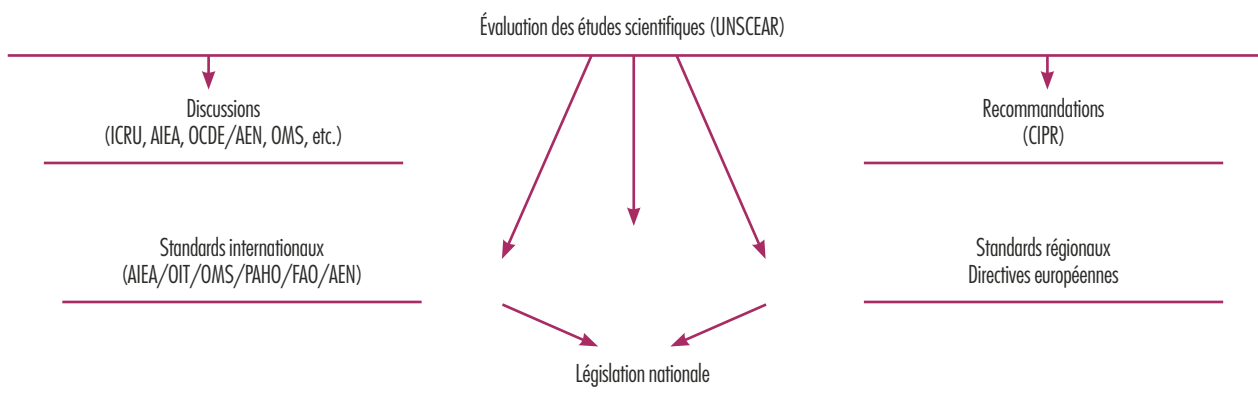 Évaluation des études scientifiques (UNSCEAR)
Discussions
(ICRU, AIEA, OCDE/AEN, OMS, etc.)
Recommandations
(CIPR)
Standards internationaux
(AIEA/OIT/OMS/PAHO/FAO/AEN)
Standards régionaux
Directives européennes
Législation nationale